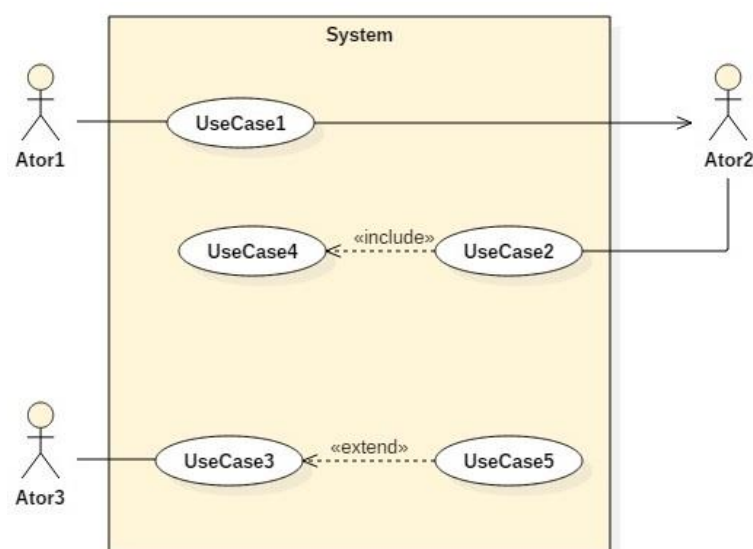 System
UseCase1
Ator1
Ator2
«include»
UseCase4
UseCase2
«extend»
UseCase3
UseCase5
Ator3